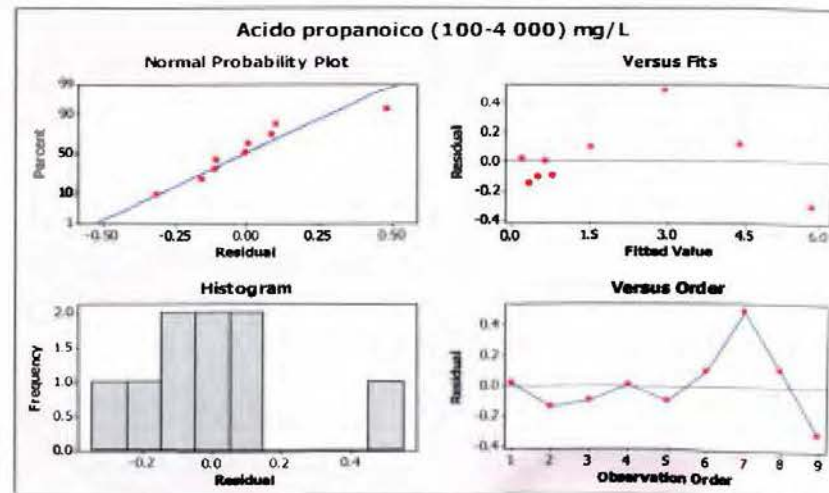 Acido propanoico (100-4 000) mg/L
Normal Probability Plot
99
90
50
10
1
Percent
-0.90 -0.25 0.00 0.25 0.90
Residual
Versus Fits
0.4
0.2
0.0
-0.2
-0.4
Residual
0.0 1.5 3.0 4.5 6.0
Fitted Value
Histogram
2.0
1.5
1.0
0.5
0.0
Frequency
-0.2 0.0 0.2 0.4
Residual
Versus Order
0.4
0.2
0.0
-0.2
-0.4
Residual
1 2 3 4 5 6 7 8 9
Observation Order